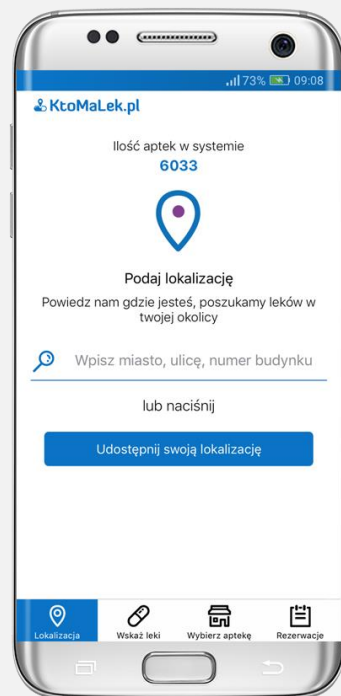 73% 09:08
KtoMaLek.pl
Ilość aptek w systemie
6033
Podaj lokalizację
Powiedz nam gdzie jesteś, poszukamy leków w
twojej okolicy
Wpisz miasto, ulicę, numer budynku
lub naciśnij
Udostępnij swoją lokalizację
Lokalizacja Wskaż leki Wybierz aptekę Rezerwacje